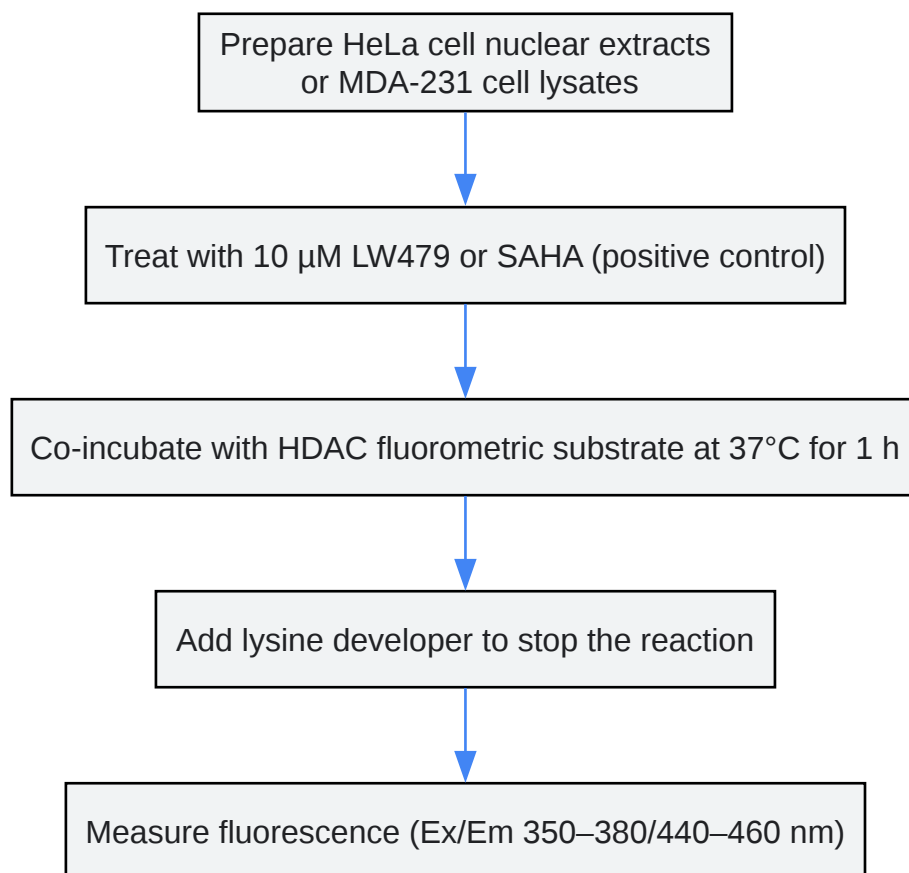 Prepare HeLa cell nuclear extracts
or MDA-231 cell lysates
Treat with 10 µM LW479 or SAHA (positive control)
Co-incubate with HDAC fluorometric substrate at 37°C for 1 h
Add lysine developer to stop the reaction
Measure fluorescence (Ex/Em 350–380/440–460 nm)